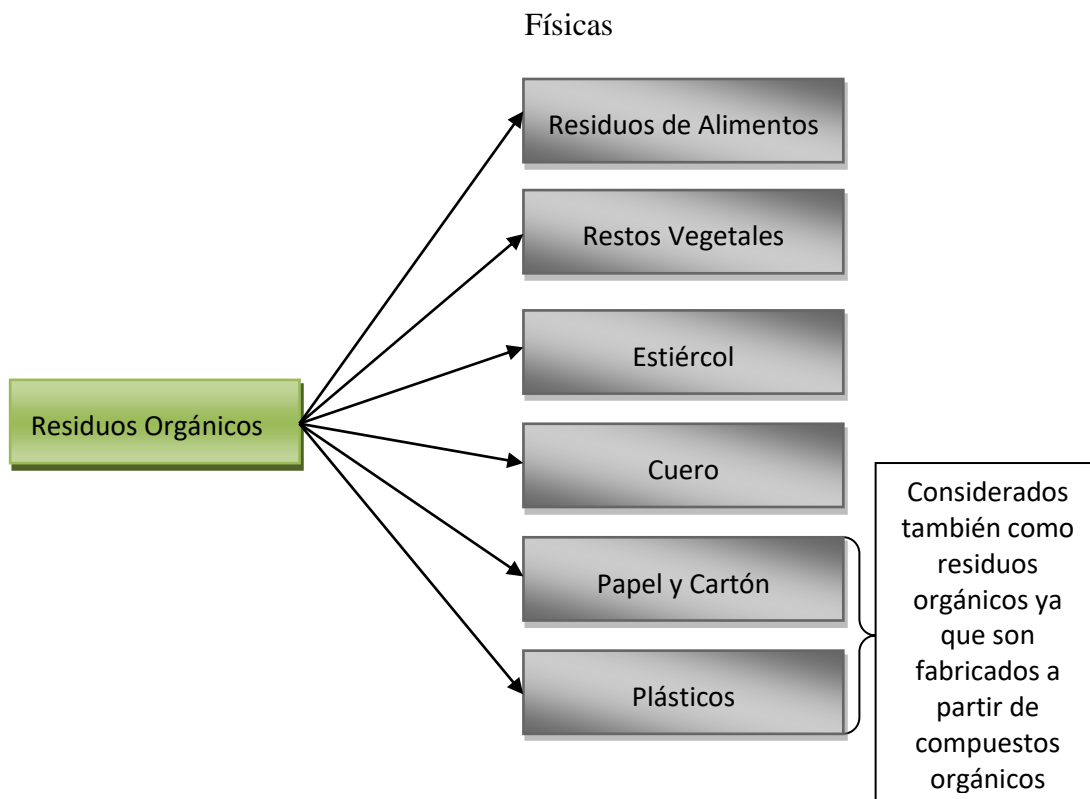 Físicas
Residuos de Alimentos
Restos Vegetales
Estiércol
Residuos Orgánicos
Cuero
Papel y Cartón
Plásticos
Considerados
también como
residuos
orgánicos ya
que son
fabricados a
partir de
compuestos
orgánicos